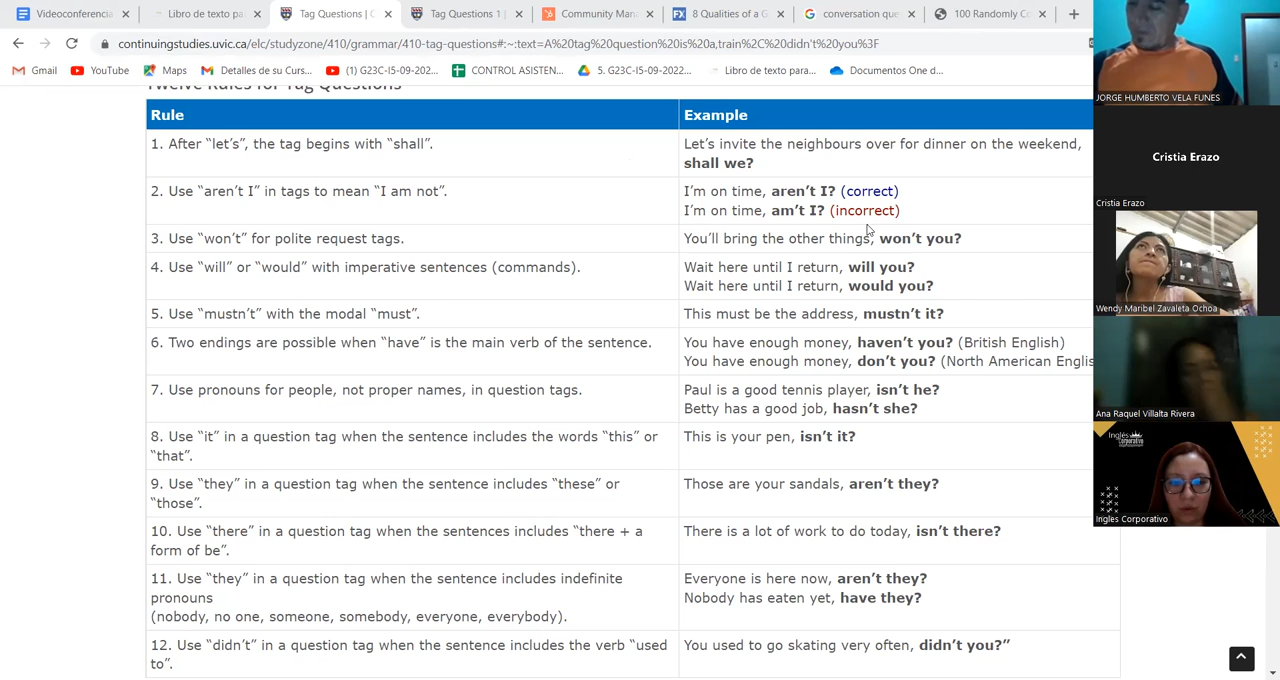 Videoconferencia
Libro de texto pa
Tag Questions | C
Tag Questions 1 |
Community Man
8 Qualities of a G
conversation que
100 Randomly Co
continuingstudies.uvic.ca/elc/studyzone/410/grammar/410-tag-questions#:~:text=A%20tag%20question%20is%20a,train%2C%20didn't%20you%3F
Gmail
YouTube
Maps
Detalles de su Curs...
(1) G23C-I5-09-202...
CONTROL ASISTEN...
5. G23C-I5-09-2022...
Libro de texto para...
Documentos One d...
Twelve Rules for Tag Questions
Rule
Example
1. After “let’s”, the tag begins with “shall”.
Let’s invite the neighbours over for dinner on the weekend,
shall we?
2. Use “aren’t I” in tags to mean “I am not”.
I’m on time, aren’t I? (correct)
I’m on time, am’t I? (incorrect)
3. Use “won’t” for polite request tags.
You’ll bring the other things, won’t you?
4. Use “will” or “would” with imperative sentences (commands).
Wait here until I return, will you?
Wait here until I return, would you?
5. Use “mustn’t” with the modal “must”.
This must be the address, mustn’t it?
6. Two endings are possible when “have” is the main verb of the sentence.
You have enough money, haven’t you? (British English)
You have enough money, don’t you? (North American Englis
7. Use pronouns for people, not proper names, in question tags.
Paul is a good tennis player, isn’t he?
Betty has a good job, hasn’t she?
8. Use “it” in a question tag when the sentence includes the words “this” or
“that”.
This is your pen, isn’t it?
9. Use “they” in a question tag when the sentence includes “these” or
“those”.
Those are your sandals, aren’t they?
10. Use “there” in a question tag when the sentences includes “there + a
form of be”.
There is a lot of work to do today, isn’t there?
11. Use “they” in a question tag when the sentence includes indefinite
pronouns
(nobody, no one, someone, somebody, everyone, everybody).
Everyone is here now, aren’t they?
Nobody has eaten yet, have they?
12. Use “didn’t” in a question tag when the sentence includes the verb “used
to”.
You used to go skating very often, didn’t you?”
JORGE HUMBERTO VELA FUNES
Cristia Erazo
Cristia Erazo
Wendy Maribel Zavaleta Ochoa
Ana Raquel Villalta Rivera
Inglés
Corporativo
Ingles Corporativo